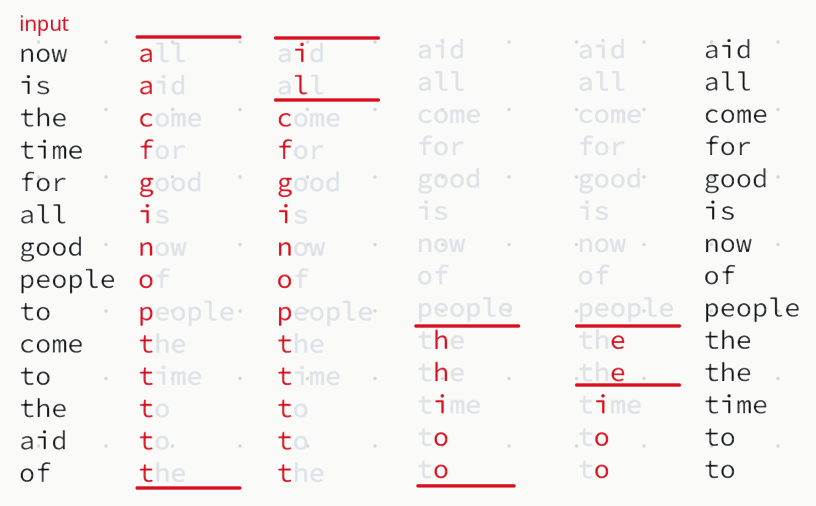 input
now all aid aid aid aid
is aid all all all all
the come come come come come
time for for for for for
for good good good good good
all is is is is is
good now now now now now
people of of of of of
to people people people people people
come the the the the the
to time time the the the
the to to time time time
aid to to to to to
of the the to to to